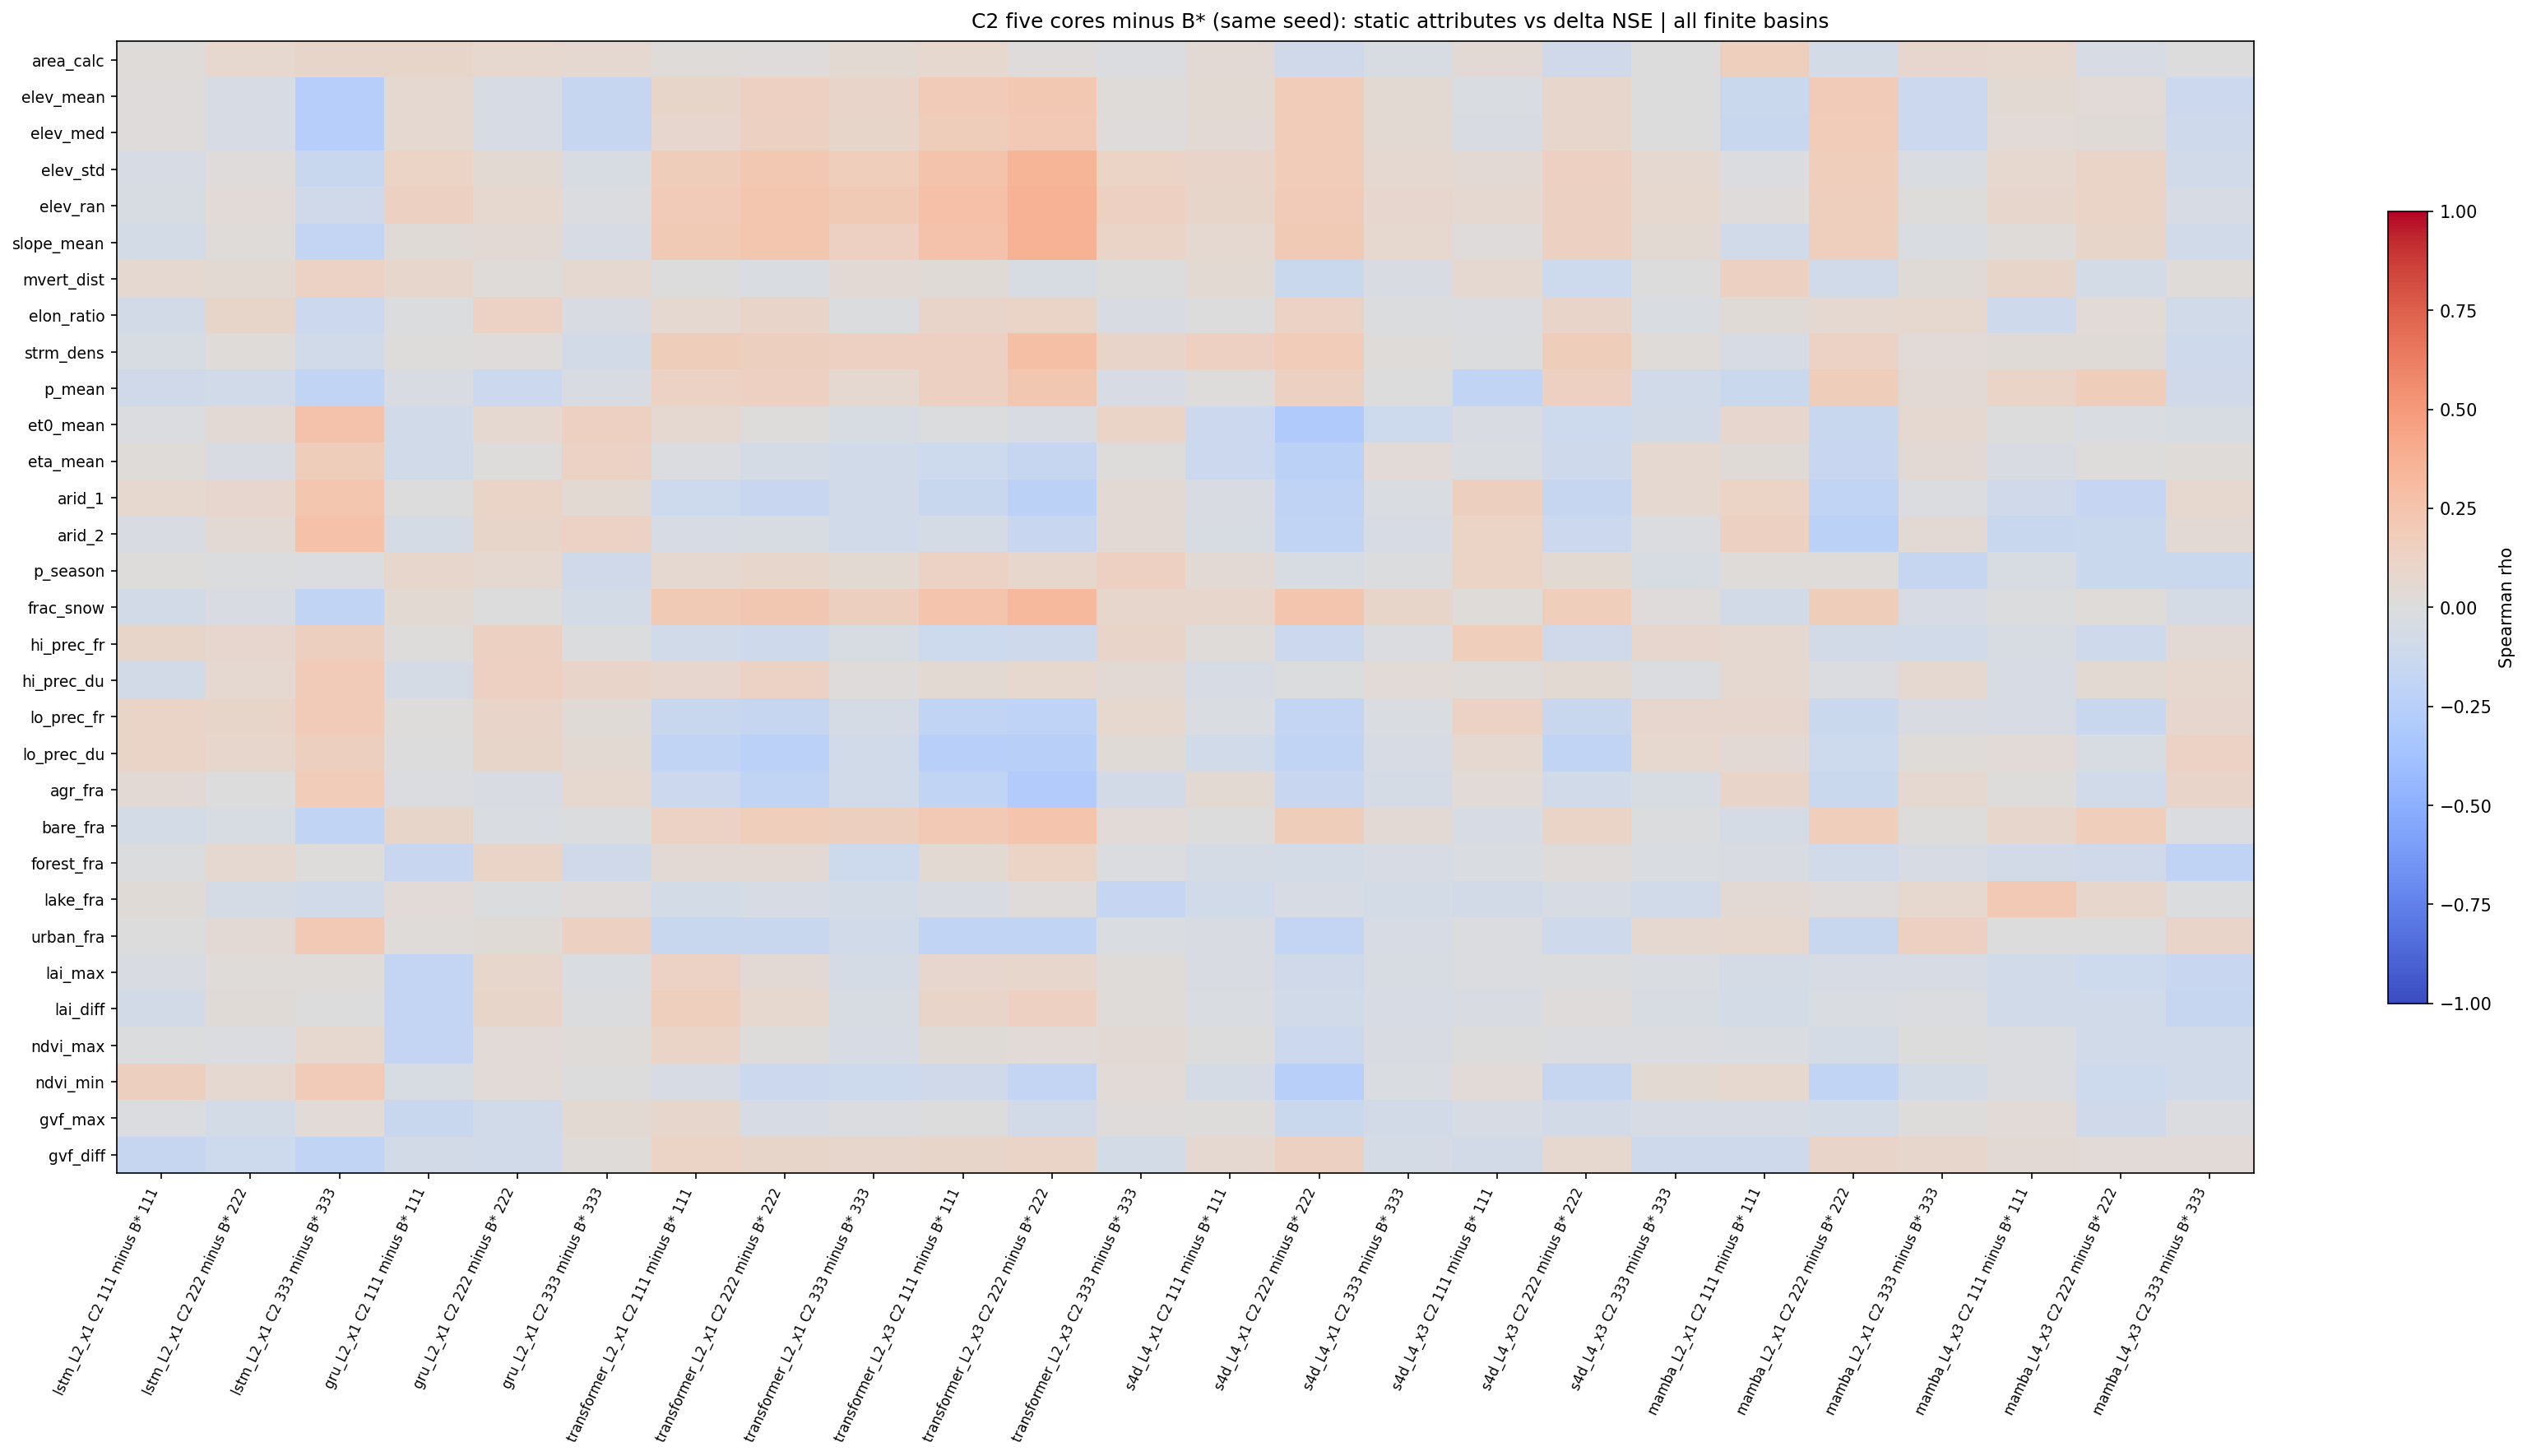 C2 five cores minus B* (same seed): static attributes vs delta NSE | all finite basins
area_calc
elev_mean
elev_med
elev_std
elev_ran
slope_mean
mvert_dist
elon_ratio
strm_dens
p_mean
et0_mean
eta_mean
arid_1
arid_2
p_season
frac_snow
hi_prec_fr
hi_prec_du
lo_prec_fr
lo_prec_du
agr_fra
bare_fra
forest_fra
lake_fra
urban_fra
lai_max
lai_diff
ndvi_max
ndvi_min
gvf_max
gvf_diff
lstm_L2_x1 C2 111 minus B* 111
lstm_L2_x1 C2 222 minus B* 222
lstm_L2_x1 C2 333 minus B* 333
gru_L2_x1 C2 111 minus B* 111
gru_L2_x1 C2 222 minus B* 222
gru_L2_x1 C2 333 minus B* 333
transformer_L2_x1 C2 111 minus B* 111
transformer_L2_x1 C2 222 minus B* 222
transformer_L2_x1 C2 333 minus B* 333
transformer_L2_x3 C2 111 minus B* 111
transformer_L2_x3 C2 222 minus B* 222
transformer_L2_x3 C2 333 minus B* 333
s4d_L4_x1 C2 111 minus B* 111
s4d_L4_x1 C2 222 minus B* 222
s4d_L4_x1 C2 333 minus B* 333
s4d_L4_x3 C2 111 minus B* 111
s4d_L4_x3 C2 222 minus B* 222
s4d_L4_x3 C2 333 minus B* 333
mamba_L2_x1 C2 111 minus B* 111
mamba_L2_x1 C2 222 minus B* 222
mamba_L2_x1 C2 333 minus B* 333
mamba_L4_x3 C2 111 minus B* 111
mamba_L4_x3 C2 222 minus B* 222
mamba_L4_x3 C2 333 minus B* 333
1.00
0.75
0.50
0.25
0.00
−0.25
−0.50
−0.75
−1.00
Spearman rho